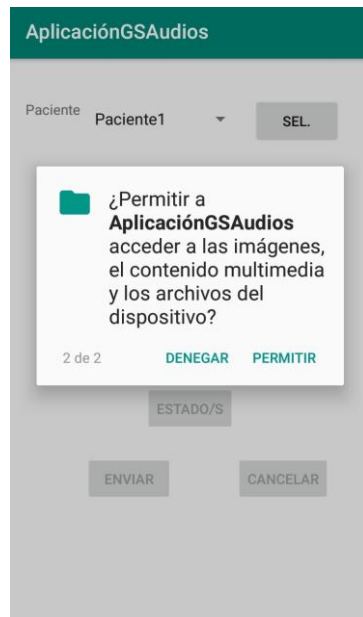 AplicaciónGSAudios
Paciente Paciente1 SEL.
¿Permitir a
AplicaciónGSAudios
acceder a las imágenes,
el contenido multimedia
y los archivos del
dispositivo?
2 de 2 DENEGAR PERMITIR
ESTADO/S
ENVIAR CANCELAR